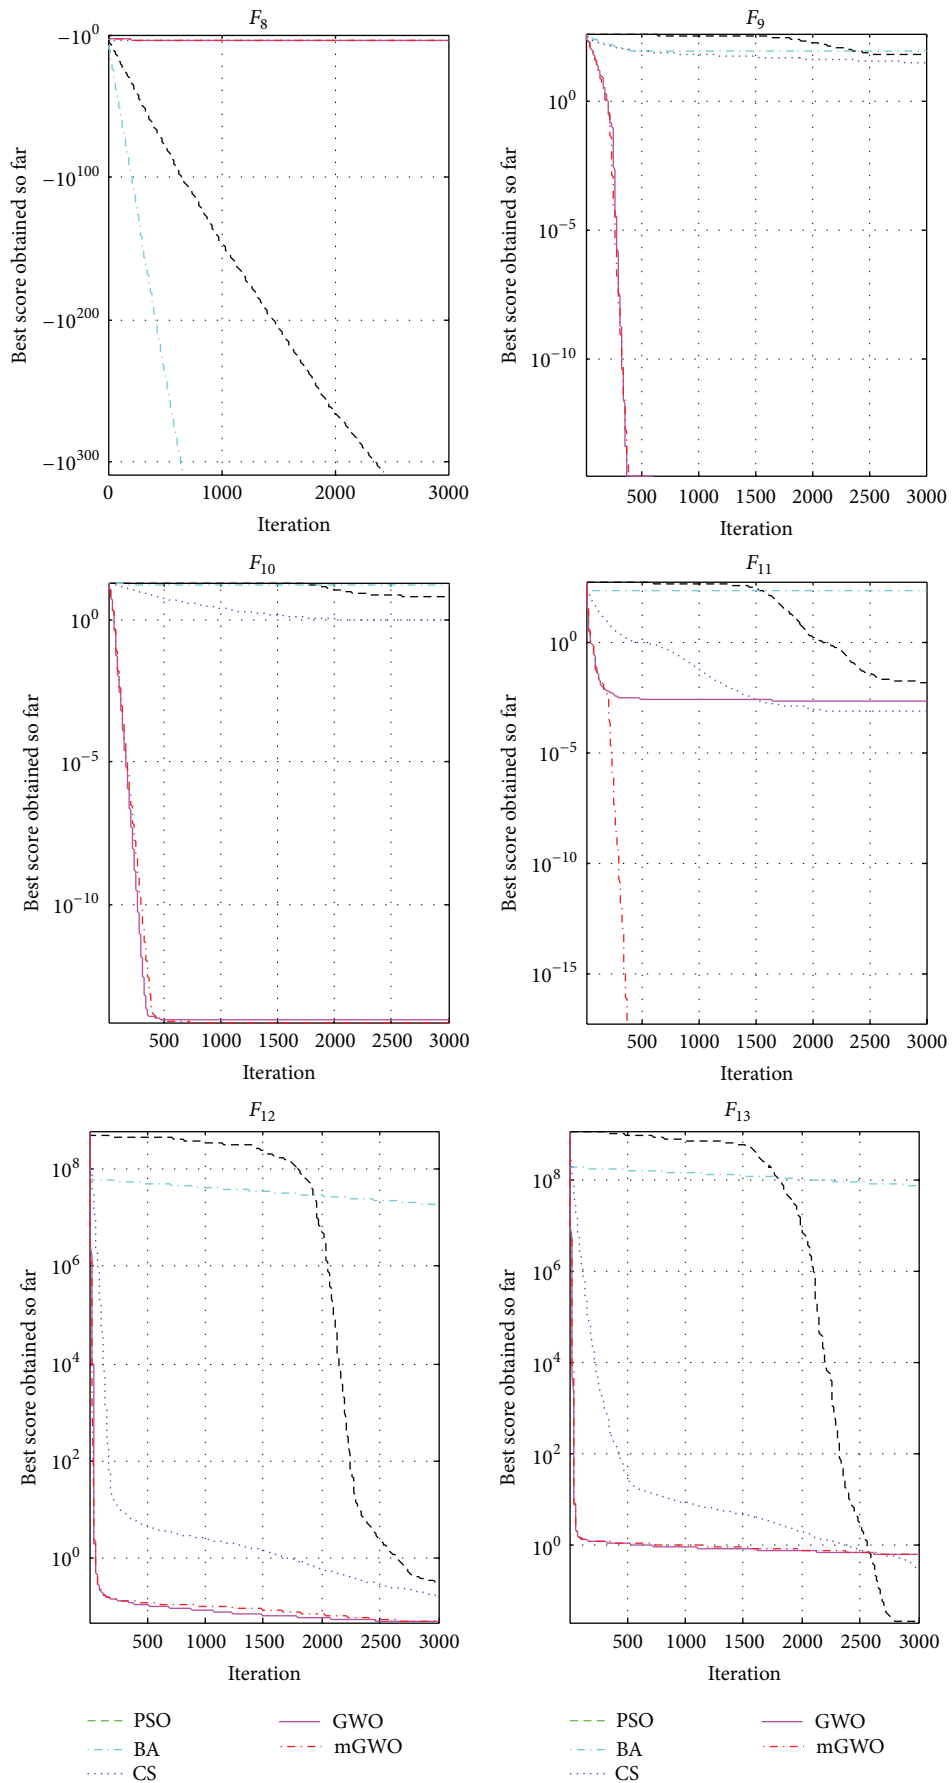 F8
−10^0
−10^100
−10^200
−10^300
Best score obtained so far
0 1000 2000 3000
Iteration
F9
10^0
10^−5
10^−10
Best score obtained so far
500 1000 1500 2000 2500 3000
Iteration
F10
10^0
10^−5
10^−10
Best score obtained so far
500 1000 1500 2000 2500 3000
Iteration
F11
10^0
10^−5
10^−10
10^−15
Best score obtained so far
500 1000 1500 2000 2500 3000
Iteration
F12
10^8
10^6
10^4
10^2
10^0
Best score obtained so far
500 1000 1500 2000 2500 3000
Iteration
F13
10^8
10^6
10^4
10^2
10^0
Best score obtained so far
500 1000 1500 2000 2500 3000
Iteration
PSO
BA
CS
GWO
mGWO
PSO
BA
CS
GWO
mGWO